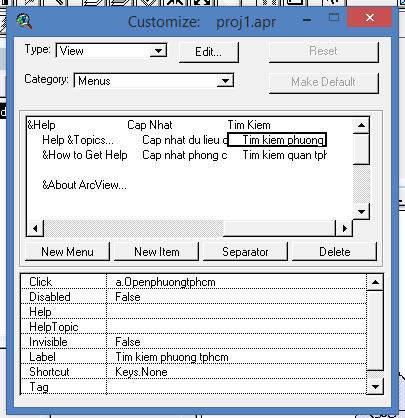 Customize: proj1.apr
Type: View Edit... Reset
Category: Menus Make Default
&Help Cap Nhat Tim Kiem
Help &Topics... Cap nhat du lieu Tim kiem phuong
&How to Get Help Cap nhat phong Tim kiem quan
&About ArcView...
New Menu New Item Separator Delete
Click a.Openphuongtphcm
Disabled False
Help
HelpTopic
Invisible False
Label Tim kiem phuong tphcm
Shortcut Keys.None
Tag